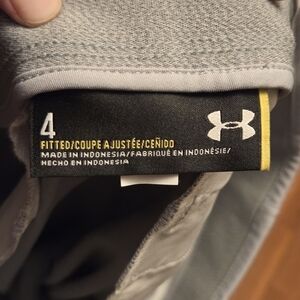 4
FITTED/COUPE AJUSTÉE/CEÑIDO
MADE IN INDONESIA/FABRIQUÉ EN INDONÉSIE/
HECHO EN INDONESIA